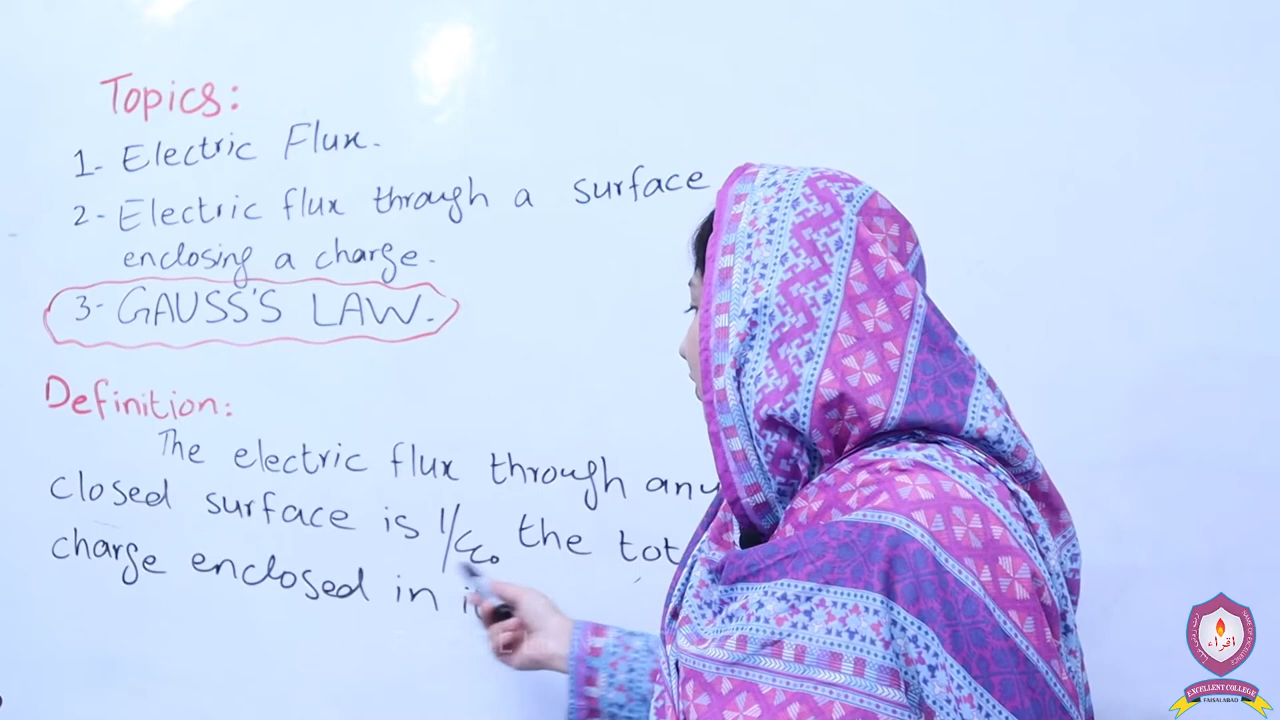 Topics:
1- Electric Flux.
2- Electric flux through a surface
enclosing a charge.
3- GAUSS'S LAW.
Definition:
The electric flux through any
closed surface is 1/ε₀ the
charge enclosed in
اقراء
EXCELLENT COLLEGE
FAISALABAD